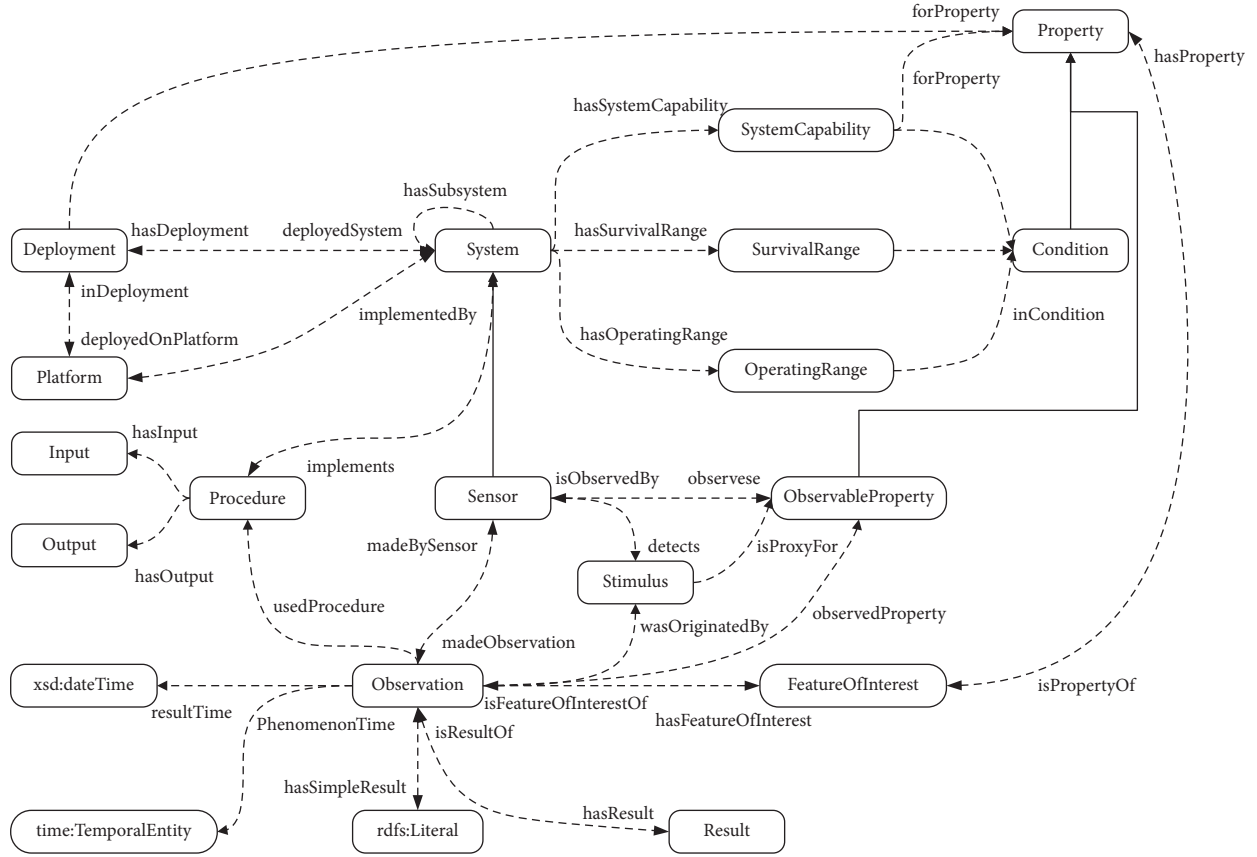 forProperty
Property
hasProperty
forProperty
hasSystemCapability
SystemCapability
hasSubsystem
hasDeployment
deployedSystem
hasSurvivalRange
Deployment
System
SurvivalRange
Condition
inDeployment
implementedBy
inCondition
deployedOnPlatform
hasOperatingRange
Platform
OperatingRange
hasInput
Input
implements
isObservedBy
observese
Procedure
Sensor
ObservableProperty
Output
madeBySensor
detects
isProxyFor
hasOutput
Stimulus
usedProcedure
observedProperty
wasOriginatedBy
madeObservation
xsd:dateTime
Observation
FeatureOfInterest
isPropertyOf
isFeatureOfInterestOf
resultTime
hasFeatureOfInterest
PhenomenonTime
isResultOf
hasSimpleResult
hasResult
time:TemporalEntity
rdfs:Literal
Result